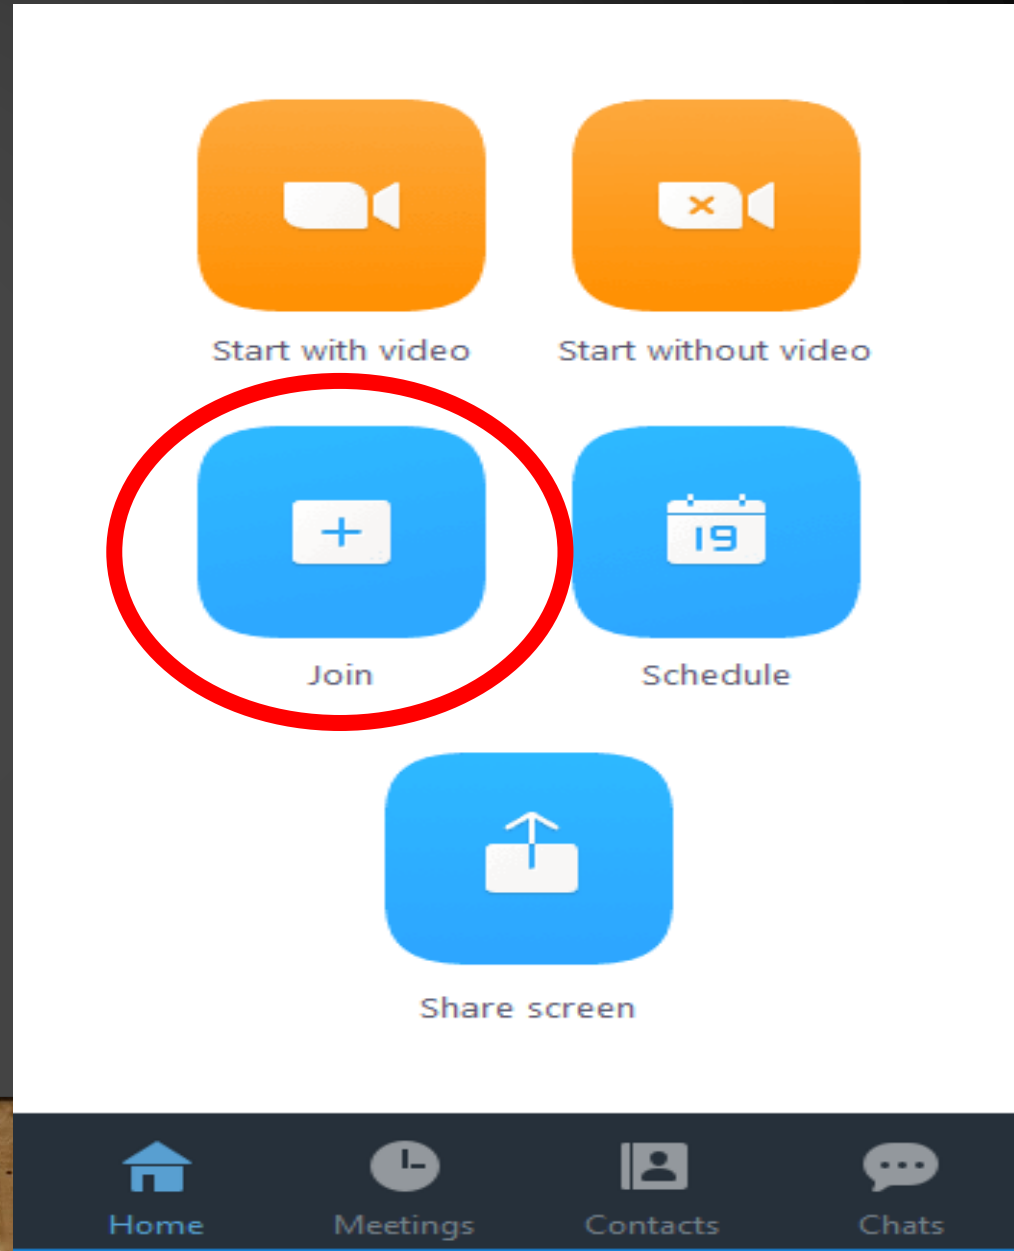 Start with video Start without video
19
Join Schedule
Share screen
Home Meetings Contacts Chats